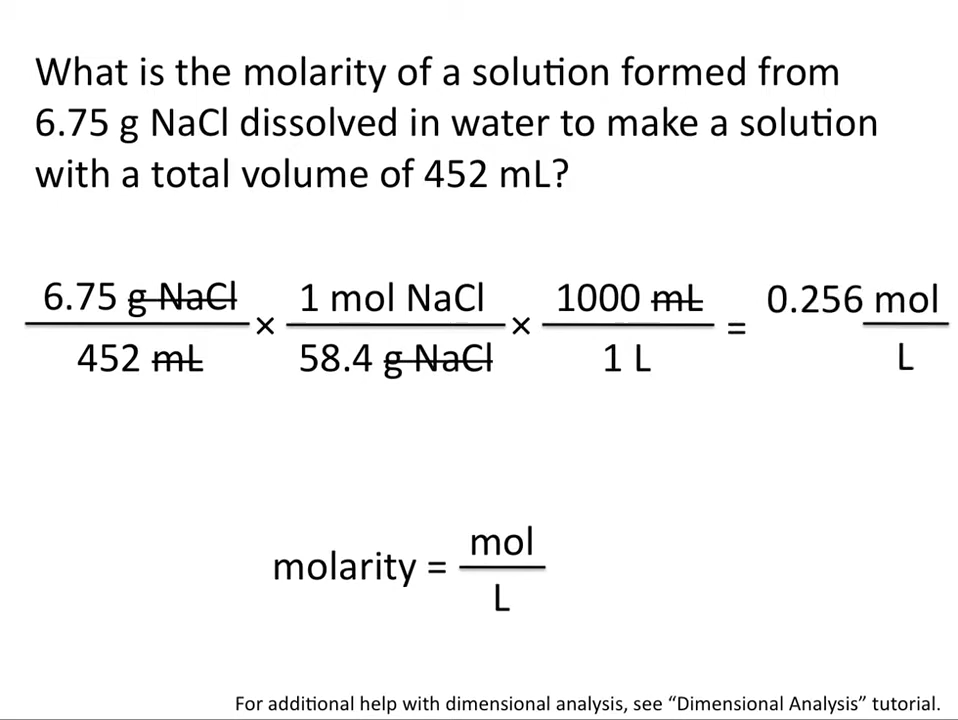 What is the molarity of a solution formed from
6.75 g NaCl dissolved in water to make a solution
with a total volume of 452 mL?
6.75 g NaCl × 1 mol NaCl × 1000 mL = 0.256 mol
452 mL 58.4 g NaCl 1 L L
molarity = mol
L
For additional help with dimensional analysis, see “Dimensional Analysis” tutorial.